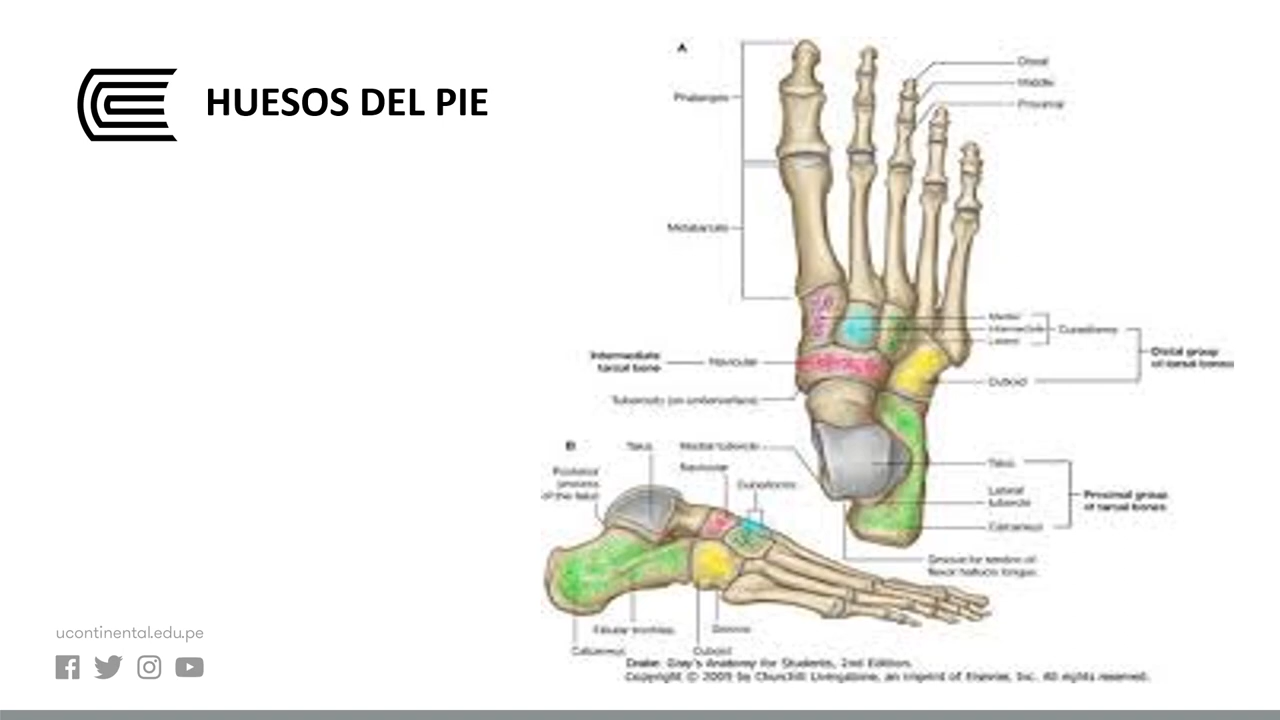 HUESOS DEL PIE
A
Distal
Middle
Proximal
Phalanges
Metatarsals
Medial
Intermediate
Lateral
Cuneiforms
Distal group
of tarsal bones
Intermediate
tarsal bone
Navicular
Cuboid
Tuberosity (on undersurface)
B
Talus
Medial tubercle
Navicular
Cuneiforms
Posterior
process
of the talus
Talus
Lateral
tubercle
Calcaneus
Proximal group
of tarsal bones
Groove for tendon of
flexor hallucis longus
Fibular trochlea
Groove
Calcaneus
Cuboid
ucontinental.edu.pe
Drake: Gray's Anatomy for Students, 2nd Edition.
Copyright © 2009 by Churchill Livingstone, an imprint of Elsevier, Inc. All rights reserved.